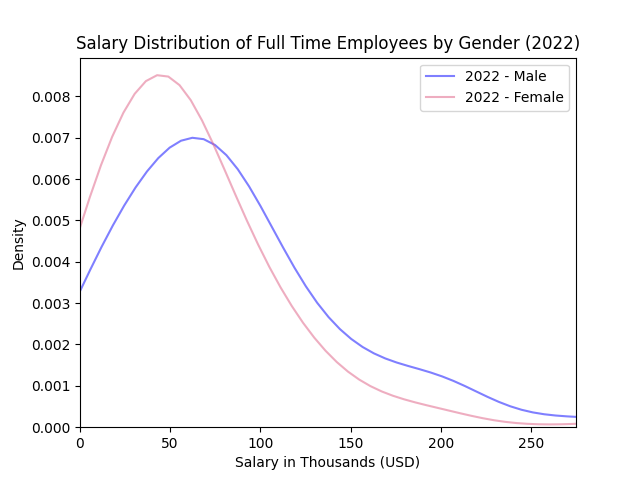 Salary Distribution of Full Time Employees by Gender (2022)
2022 - Male
2022 - Female
0.008
0.007
0.006
0.005
0.004
0.003
0.002
0.001
0.000
Density
0 50 100 150 200 250
Salary in Thousands (USD)